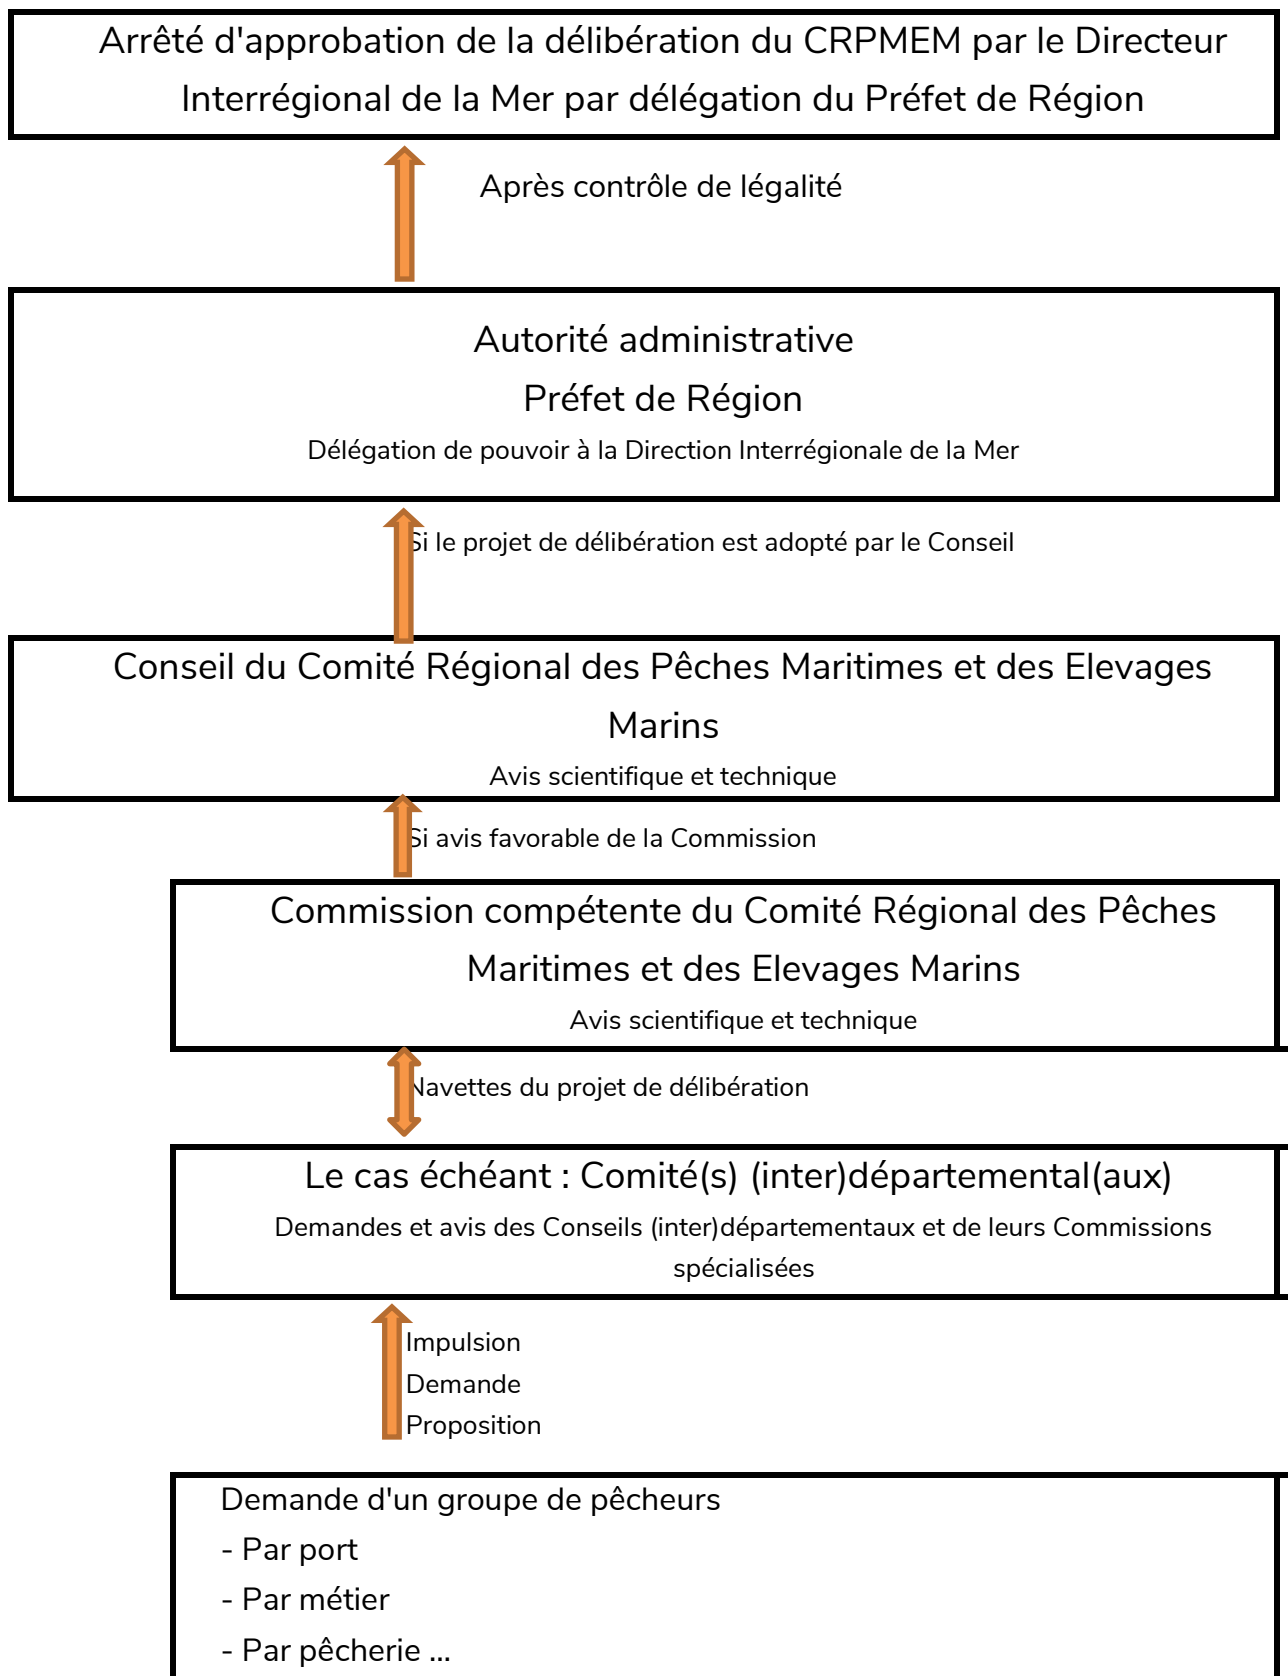 Arrêté d'approbation de la délibération du CRPMEM par le Directeur
Interrégional de la Mer par délégation du Préfet de Région
Après contrôle de légalité
Autorité administrative
Préfet de Région
Délégation de pouvoir à la Direction Interrégionale de la Mer
Si le projet de délibération est adopté par le Conseil
Conseil du Comité Régional des Pêches Maritimes et des Elevages
Marins
Avis scientifique et technique
Si avis favorable de la Commission
Commission compétente du Comité Régional des Pêches
Maritimes et des Elevages Marins
Avis scientifique et technique
Navettes du projet de délibération
Le cas échéant : Comité(s) (inter)départemental(aux)
Demandes et avis des Conseils (inter)départementaux et de leurs Commissions
spécialisées
Impulsion
Demande
Proposition
Demande d'un groupe de pêcheurs
- Par port
- Par métier
- Par pêcherie ...